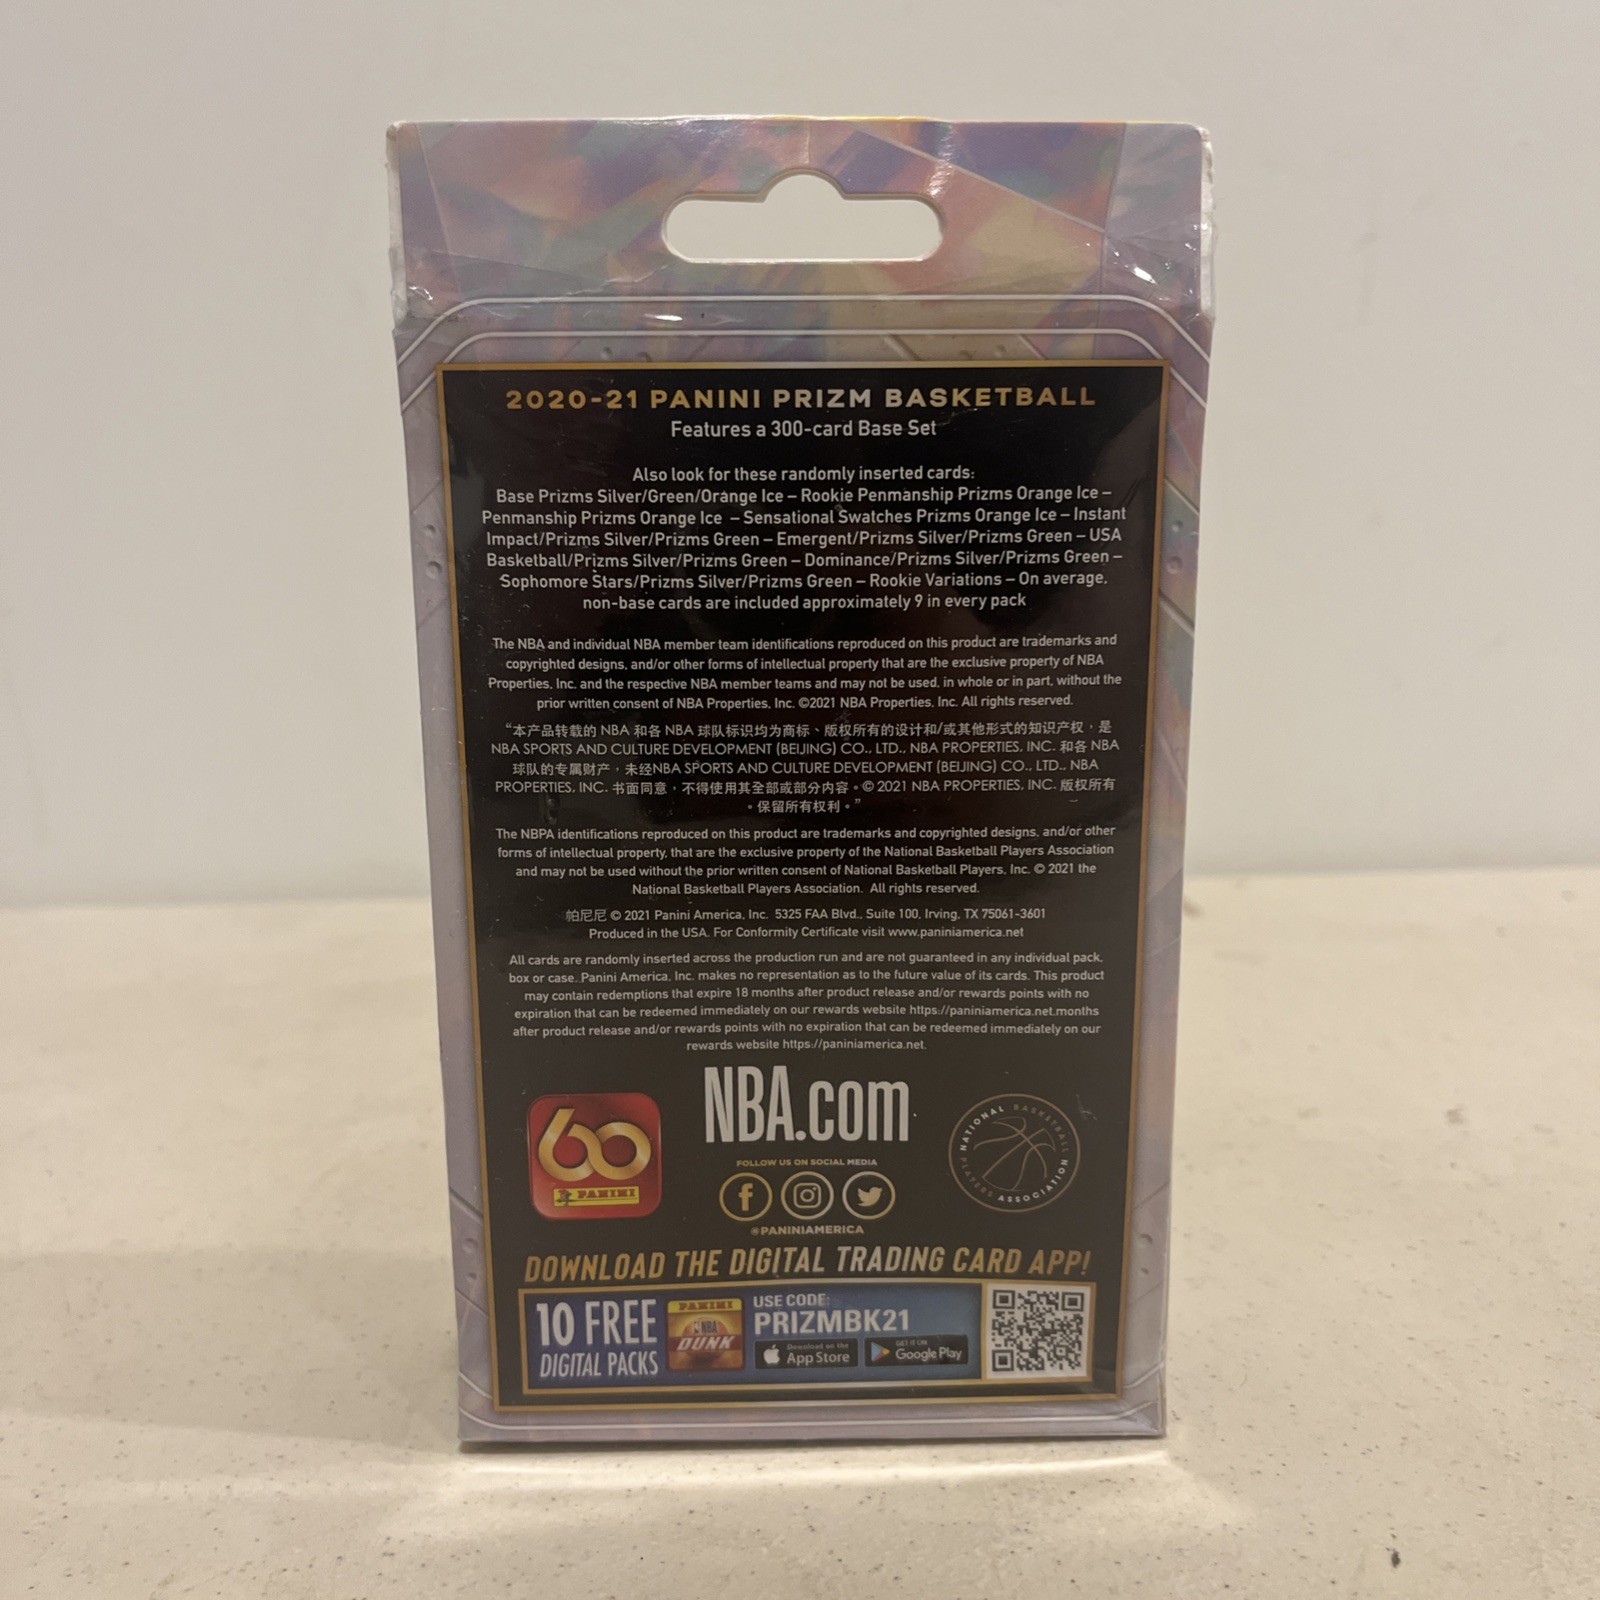 2020-21 PANINI PRIZM BASKETBALL
Features a 300-card Base Set
Also look for these randomly inserted cards:
Base Prizms Silver/Green/Orange Ice – Rookie Penmanship Prizms Orange Ice –
Penmanship Prizms Orange Ice – Sensational Swatches Prizms Orange Ice – Instant
Impact/Prizms Silver/Prizms Green – Emergent/Prizms Silver/Prizms Green – USA
Basketball/Prizms Silver/Prizms Green – Dominance/Prizms Silver/Prizms Green –
Sophomore Stars/Prizms Silver/Prizms Green – Rookie Variations – On average,
non-base cards are included approximately 9 in every pack
The NBA and individual NBA member team identifications reproduced on this product are trademarks and
copyrighted designs, and/or other forms of intellectual property that are the exclusive property of NBA
Properties, Inc. and the respective NBA member teams and may not be used, in whole or in part, without the
prior written consent of NBA Properties, Inc. ©2021 NBA Properties, Inc. All rights reserved.
“本产品转载的 NBA 和各 NBA 球队标识均为商标、版权所有的设计和/或其他形式的知识产权，是
NBA SPORTS AND CULTURE DEVELOPMENT (BEIJING) CO., LTD., NBA PROPERTIES, INC. 和各 NBA
球队的专属财产，未经NBA SPORTS AND CULTURE DEVELOPMENT (BEIJING) CO., LTD., NBA
PROPERTIES, INC. 书面同意，不得使用其全部或部分内容。© 2021 NBA PROPERTIES, INC. 版权所有
。保留所有权利。”
The NBPA identifications reproduced on this product are trademarks and copyrighted designs, and/or other
forms of intellectual property, that are the exclusive property of the National Basketball Players Association
and may not be used without the prior written consent of National Basketball Players, Inc. © 2021 the
National Basketball Players Association. All rights reserved.
帕尼尼 © 2021 Panini America, Inc. 5325 FAA Blvd., Suite 100, Irving, TX 75061-3601
Produced in the USA. For Conformity Certificate visit www.paniniamerica.net
All cards are randomly inserted across the production run and are not guaranteed in any individual pack,
box or case. Panini America, Inc. makes no representation as to the future value of its cards. This product
may contain redemptions that expire 18 months after product release and/or rewards points with no
expiration that can be redeemed immediately on our rewards website https://paniniamerica.net.months
after product release and/or rewards points with no expiration that can be redeemed immediately on our
rewards website https://paniniamerica.net.
60
PANINI
NBA.com
FOLLOW US ON SOCIAL MEDIA
@PANINIAMERICA
NATIONAL BASKETBALL PLAYERS ASSOCIATION
DOWNLOAD THE DIGITAL TRADING CARD APP!
10 FREE
DIGITAL PACKS
PANINI
NBA
DUNK
USE CODE:
PRIZMBK21
Download on the
App Store
GET IT ON
Google Play